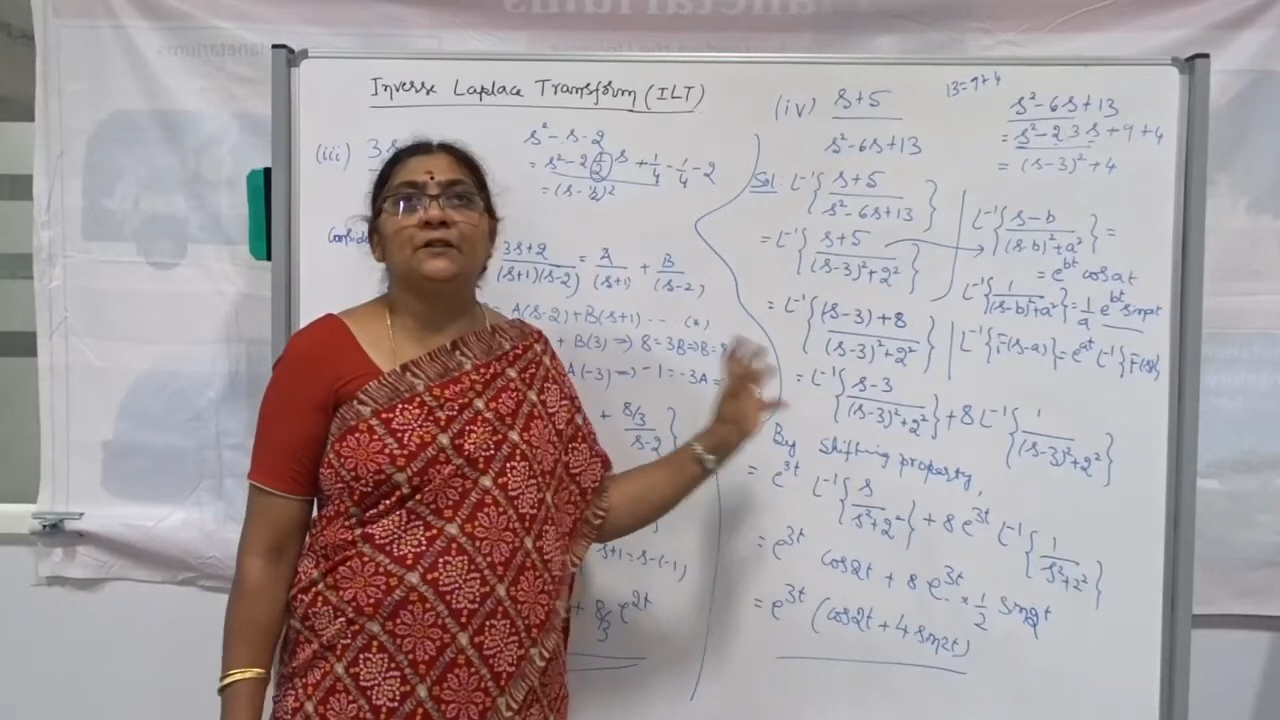 Inverse Laplace Transform (ILT)
(iii) 3s
s² - s - 2
= s² - 2 (1/2) s + 1/4 - 1/4 - 2
= (s - 1/2)²
3s+2/(s+1)(s-2) = A/(s+1) + B/(s-2)
A(s-2) + B(s+1) --- (*)
+ B(3) => 8 = 3B => B = 8
A(-3) => -1 = -3A =
+ 8/3/s-2 }
s+1 = s-(-1)
+ 8/3 e^2t
(iv) s+5/s²-6s+13
13 = 9+4
s² - 6s + 13
= s² - 2.3s + 9 + 4
= (s-3)² + 4
Sol: L⁻¹{ s+5/s²-6s+13 }
= L⁻¹{ s+5/(s-3)²+2² }
= L⁻¹{ (s-3)+8/(s-3)²+2² }
= L⁻¹{ s-3/(s-3)²+2² } + 8 L⁻¹{ 1/(s-3)²+2² }
L⁻¹{ s-b/(s-b)²+a² } =
= e^bt cos at
L⁻¹{ 1/(s-b)²+a² } = 1/a e^bt sin at
L⁻¹{ F(s-a) } = e^at L⁻¹{ F(s) }
By shifting property,
= e^3t L⁻¹{ s/s²+2² } + 8 e^3t L⁻¹{ 1/s²+2² }
= e^3t cos2t + 8 e^3t × 1/2 sin2t
= e^3t (cos2t + 4 sin2t)